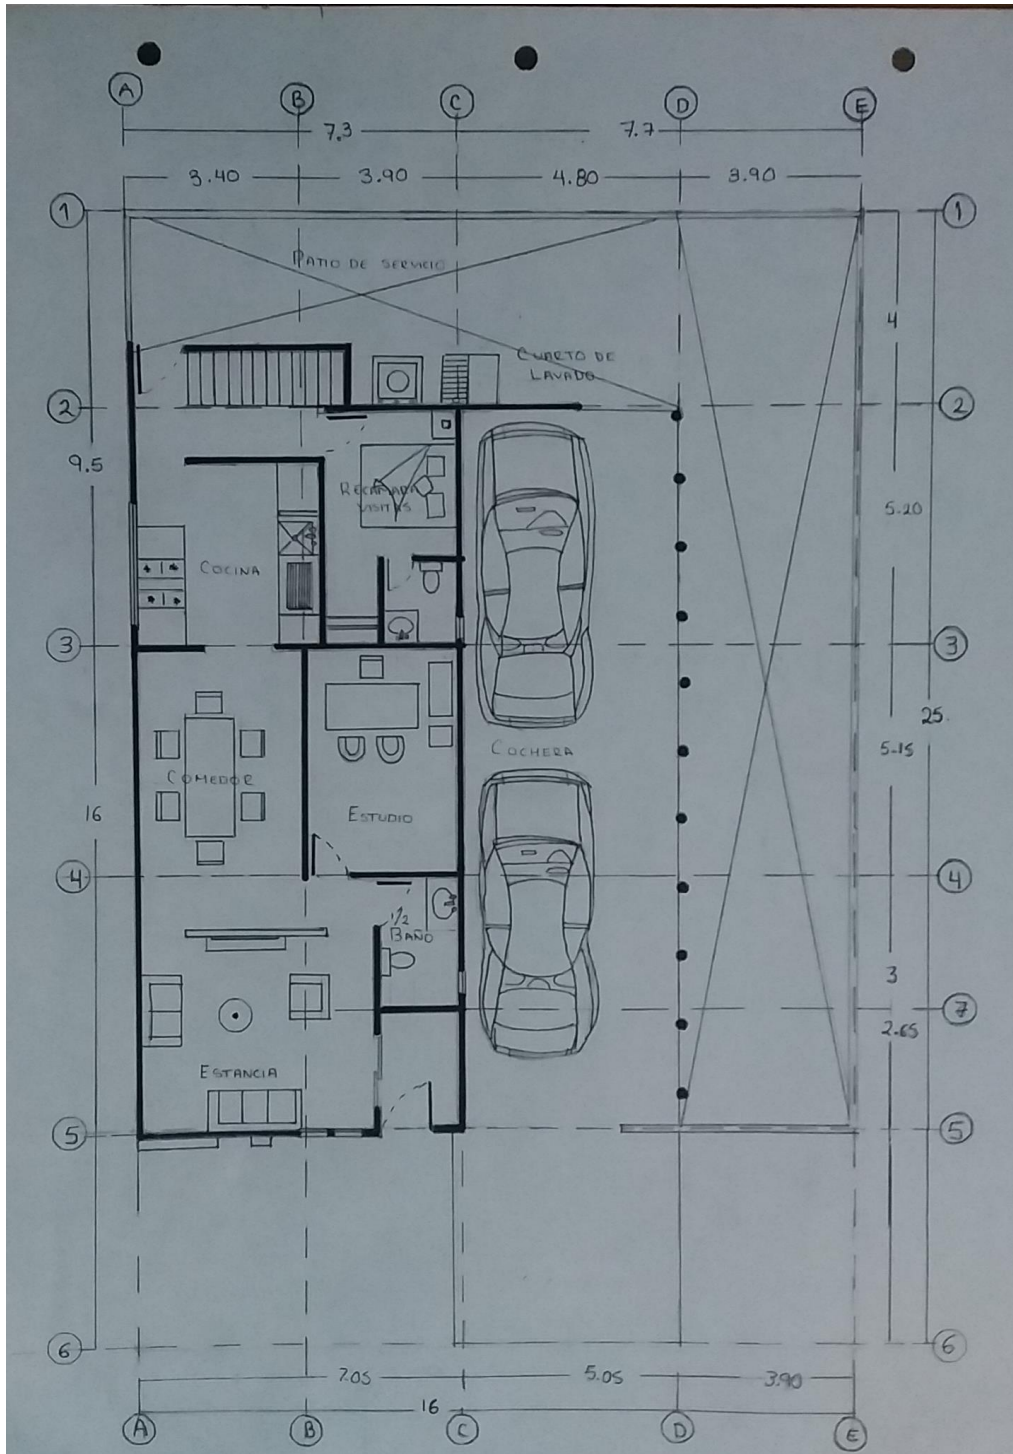 A B C D E
7.3 7.7
3.40 3.90 4.80 3.90
1 1
PATIO DE SERVICIO
4
CUARTO DE
LAVADO
2 2
9.5
RECAMARA
VISITAS
5.20
COCINA
3 3
25.
COCHERA
5.15
COMEDOR
16
ESTUDIO
4 4
1/2
BAÑO
3
7
2.65
ESTANCIA
5 5
6 6
7.05 5.05 3.90
16
A B C D E